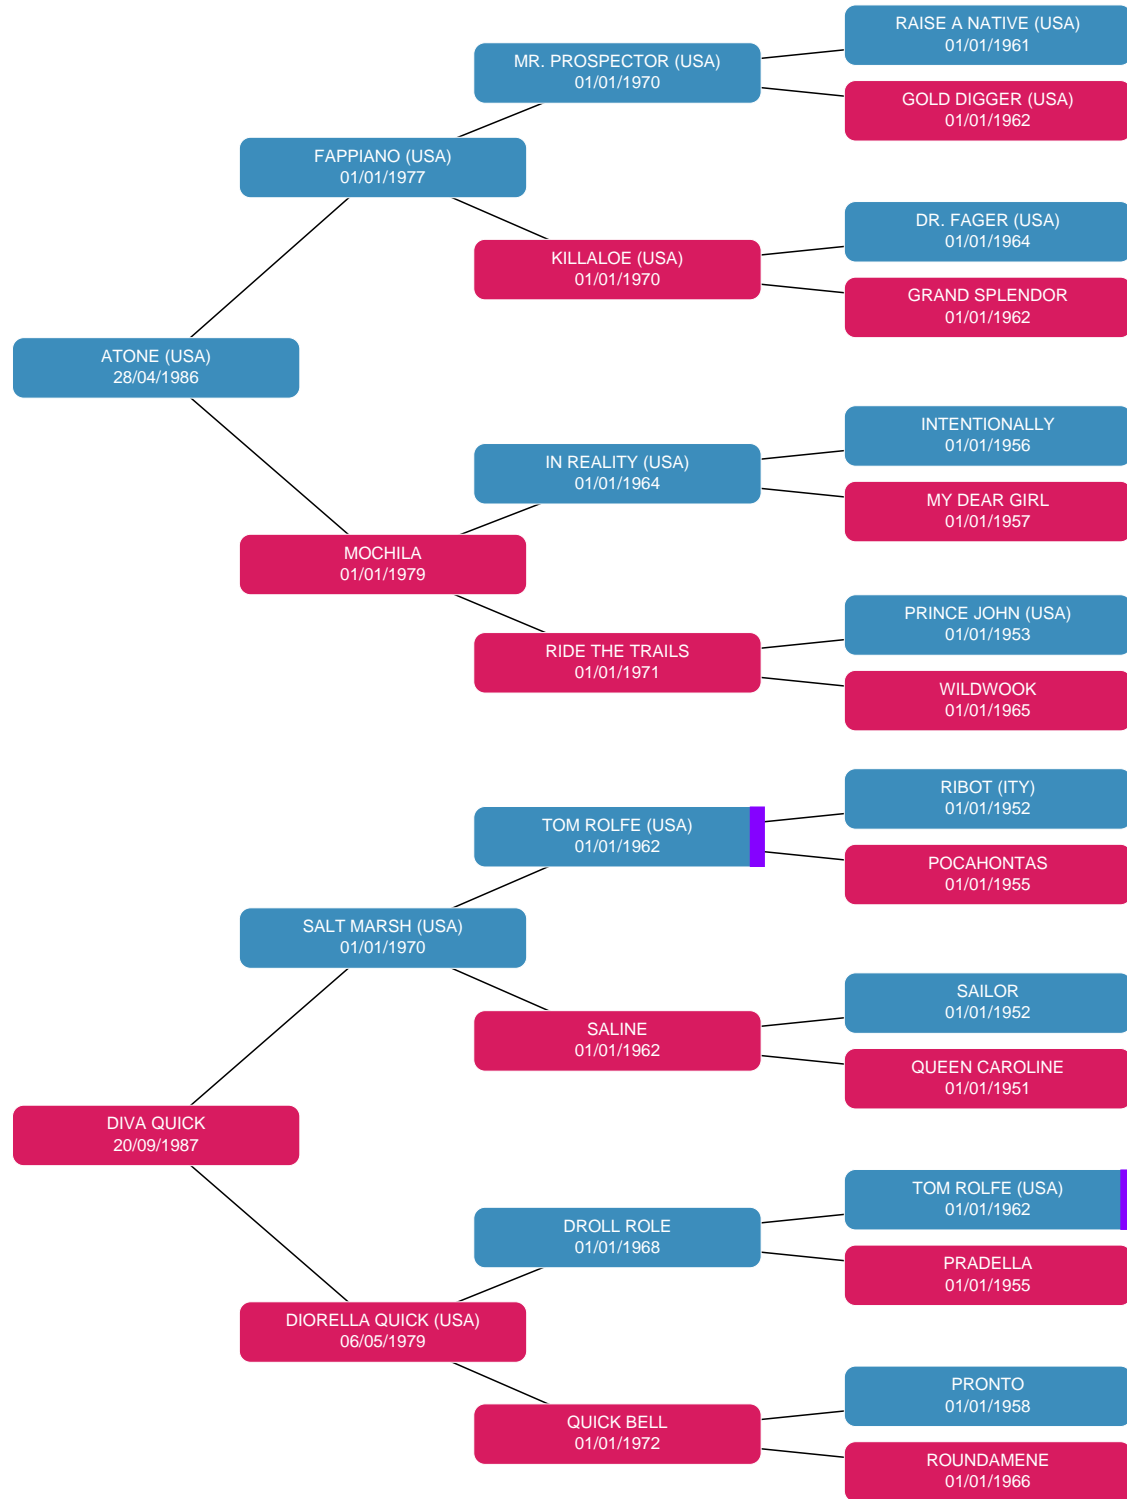 RAISE A NATIVE (USA)
01/01/1961
MR. PROSPECTOR (USA)
01/01/1970
GOLD DIGGER (USA)
01/01/1962
FAPPIANO (USA)
01/01/1977
DR. FAGER (USA)
01/01/1964
KILLALOE (USA)
01/01/1970
GRAND SPLENDOR
01/01/1962
ATONE (USA)
28/04/1986
INTENTIONALLY
01/01/1956
IN REALITY (USA)
01/01/1964
MY DEAR GIRL
01/01/1957
MOCHILA
01/01/1979
PRINCE JOHN (USA)
01/01/1953
RIDE THE TRAILS
01/01/1971
WILDWOOK
01/01/1965
RIBOT (ITY)
01/01/1952
TOM ROLFE (USA)
01/01/1962
POCAHONTAS
01/01/1955
SALT MARSH (USA)
01/01/1970
SAILOR
01/01/1952
SALINE
01/01/1962
QUEEN CAROLINE
01/01/1951
DIVA QUICK
20/09/1987
TOM ROLFE (USA)
01/01/1962
DROLL ROLE
01/01/1968
PRADELLA
01/01/1955
DIORELLA QUICK (USA)
06/05/1979
PRONTO
01/01/1958
QUICK BELL
01/01/1972
ROUNDAMENE
01/01/1966